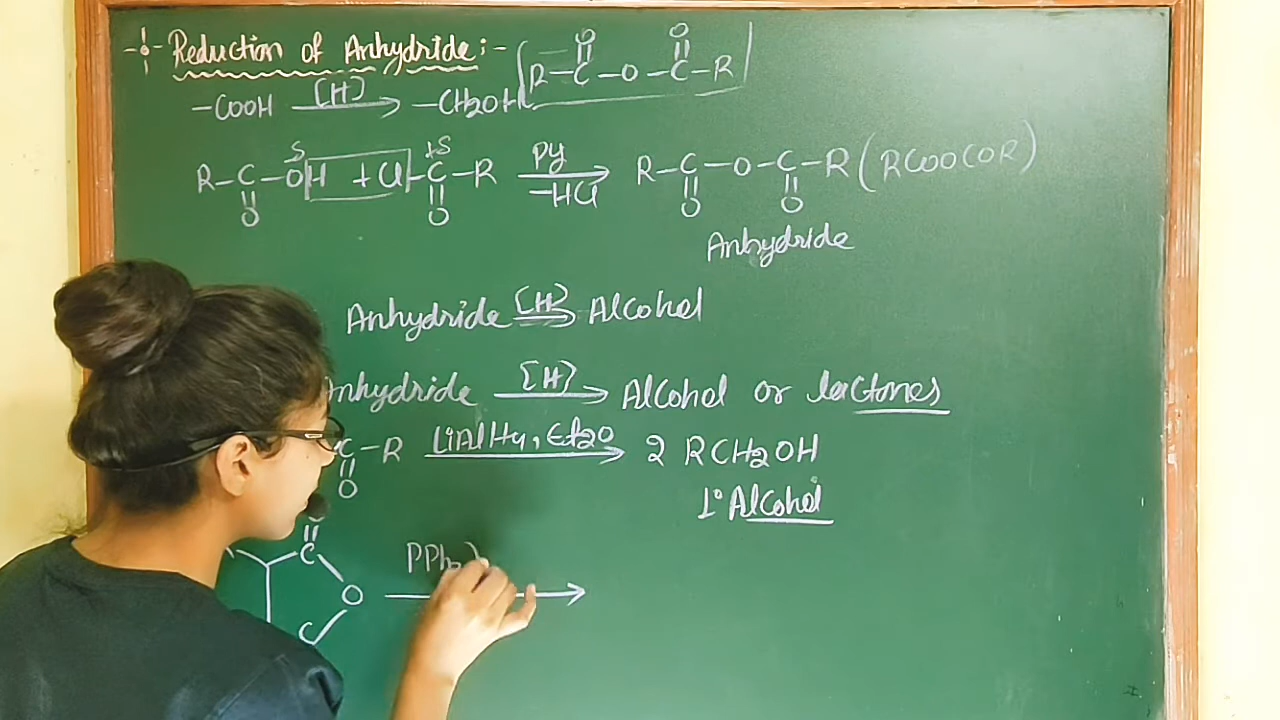 Reduction of Anhydride :-
R-C-O-C-R
O O
-COOH [H] -CH2OH
R-C-OH + Cl-C-R PY -HCl R-C-O-C-R (RCOOCOR)
O O O O
Anhydride
Anhydride [H] Alcohol
Anhydride [H] Alcohol or lactones
C-R LiAlH4, Et2O 2 RCH2OH
O
1° Alcohol
C O C